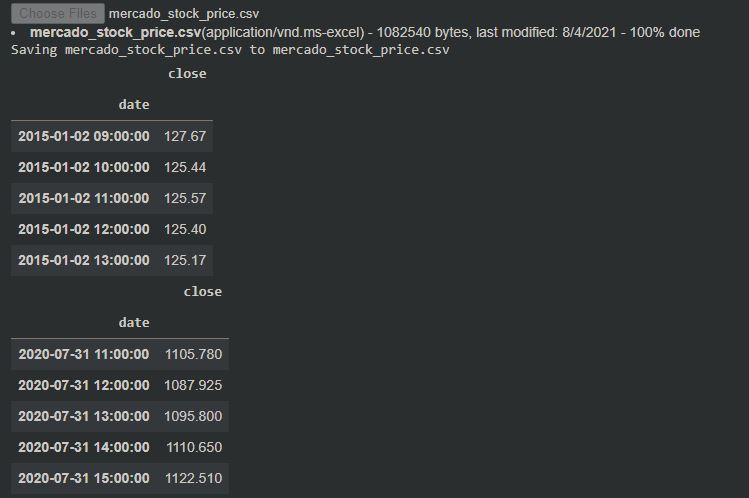 Choose Files mercado_stock_price.csv
• mercado_stock_price.csv(application/vnd.ms-excel) - 1082540 bytes, last modified: 8/4/2021 - 100% done
Saving mercado_stock_price.csv to mercado_stock_price.csv
close
date
2015-01-02 09:00:00 127.67
2015-01-02 10:00:00 125.44
2015-01-02 11:00:00 125.57
2015-01-02 12:00:00 125.40
2015-01-02 13:00:00 125.17
close
date
2020-07-31 11:00:00 1105.780
2020-07-31 12:00:00 1087.925
2020-07-31 13:00:00 1095.800
2020-07-31 14:00:00 1110.650
2020-07-31 15:00:00 1122.510